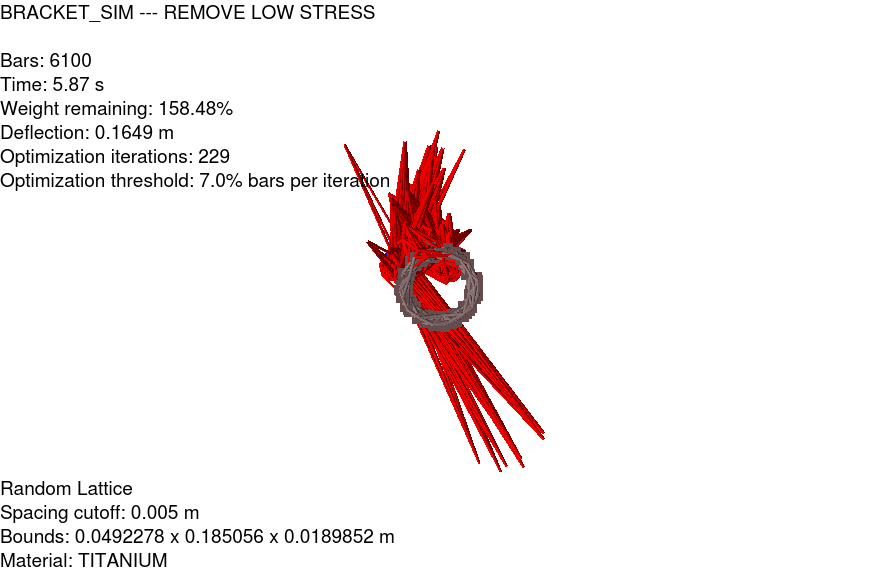 BRACKET_SIM --- REMOVE LOW STRESS
Bars: 6100
Time: 5.87 s
Weight remaining: 158.48%
Deflection: 0.1649 m
Optimization iterations: 229
Optimization threshold: 7.0% bars per iteration
Random Lattice
Spacing cutoff: 0.005 m
Bounds: 0.0492278 x 0.185056 x 0.0189852 m
Material: TITANIUM